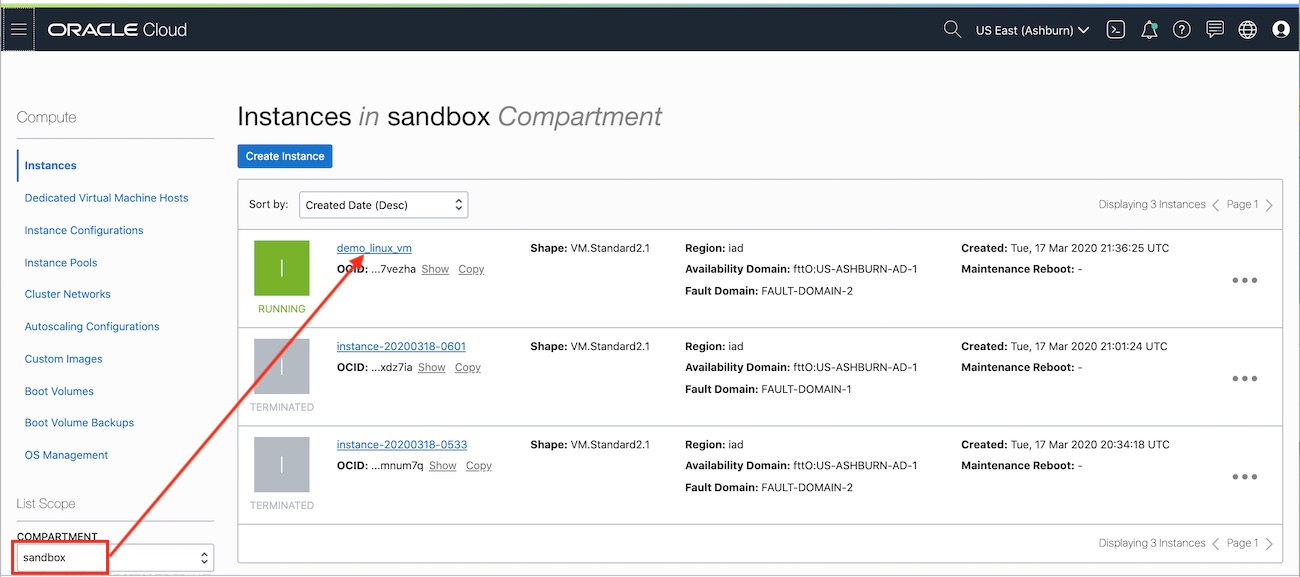 ORACLE Cloud
US East (Ashburn)
Compute
Instances
Dedicated Virtual Machine Hosts
Instance Configurations
Instance Pools
Cluster Networks
Autoscaling Configurations
Custom Images
Boot Volumes
Boot Volume Backups
OS Management
List Scope
COMPARTMENT
sandbox
Instances in sandbox Compartment
Create Instance
Sort by: Created Date (Desc)
Displaying 3 Instances < Page 1 >
demo_linux_vm
OCID: ...7vezha Show Copy
RUNNING
Shape: VM.Standard2.1
Region: iad
Availability Domain: fttO:US-ASHBURN-AD-1
Fault Domain: FAULT-DOMAIN-2
Created: Tue, 17 Mar 2020 21:36:25 UTC
Maintenance Reboot: -
instance-20200318-0601
OCID: ...xdz7ia Show Copy
TERMINATED
Shape: VM.Standard2.1
Region: iad
Availability Domain: fttO:US-ASHBURN-AD-1
Fault Domain: FAULT-DOMAIN-1
Created: Tue, 17 Mar 2020 21:01:24 UTC
Maintenance Reboot: -
instance-20200318-0533
OCID: ...mnum7q Show Copy
TERMINATED
Shape: VM.Standard2.1
Region: iad
Availability Domain: fttO:US-ASHBURN-AD-1
Fault Domain: FAULT-DOMAIN-2
Created: Tue, 17 Mar 2020 20:34:18 UTC
Maintenance Reboot: -
Displaying 3 Instances < Page 1 >